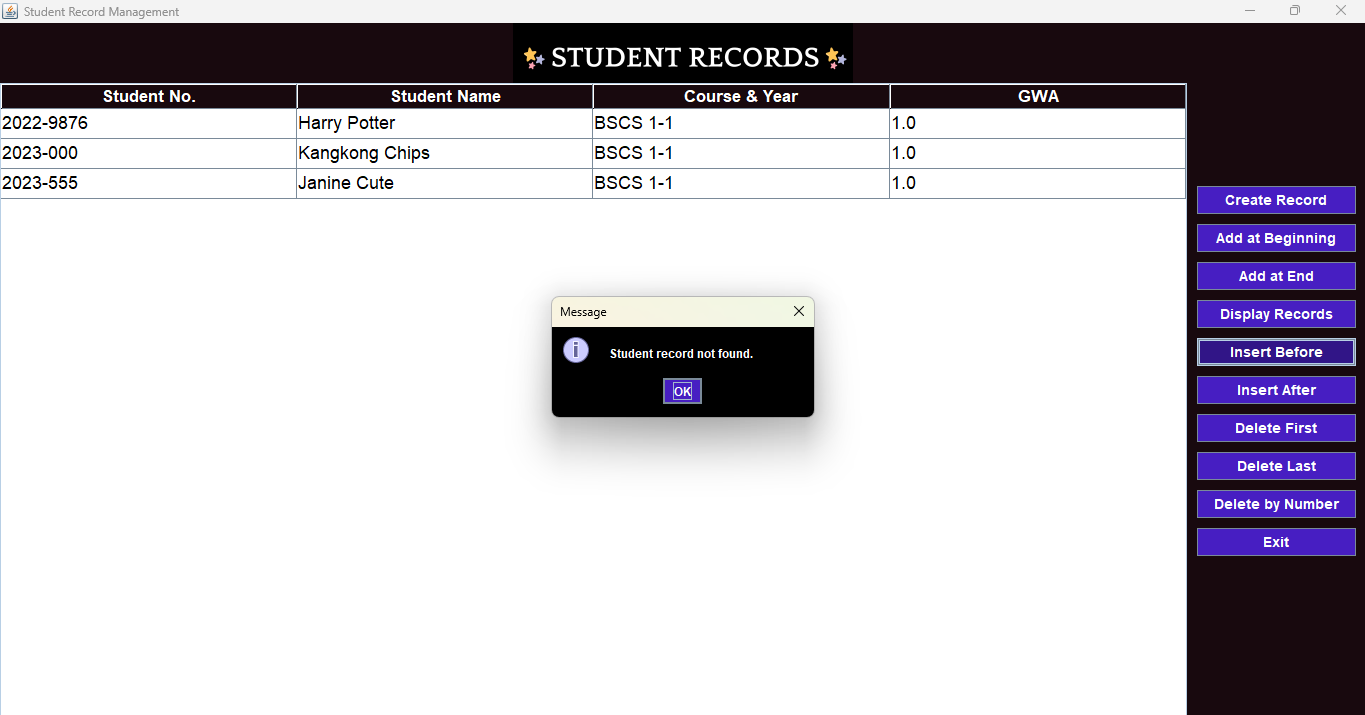 Student Record Management
STUDENT RECORDS
Student No. Student Name Course & Year GWA
2022-9876 Harry Potter BSCS 1-1 1.0
2023-000 Kangkong Chips BSCS 1-1 1.0
2023-555 Janine Cute BSCS 1-1 1.0
Message
Student record not found.
OK
Create Record
Add at Beginning
Add at End
Display Records
Insert Before
Insert After
Delete First
Delete Last
Delete by Number
Exit